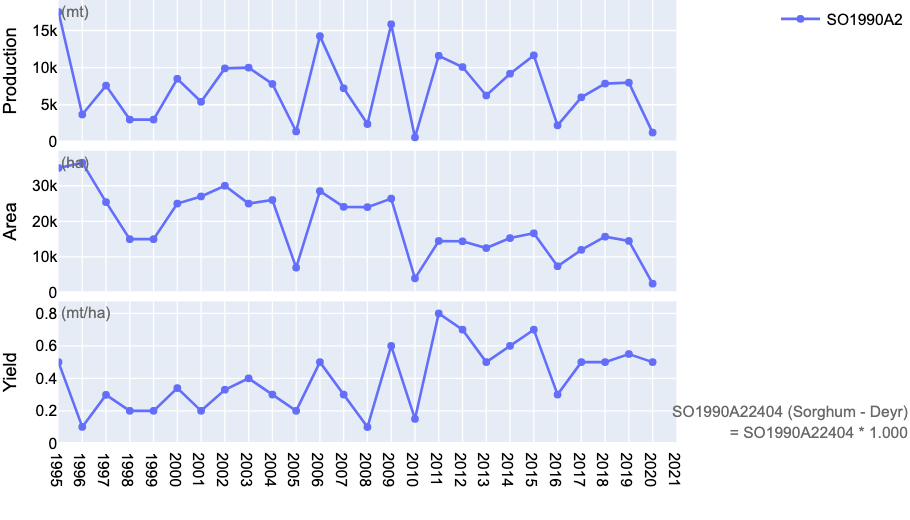 (mt)
SO1990A2
Production
15k
10k
5k
0
(ha)
Area
30k
20k
10k
0
(mt/ha)
Yield
0.8
0.6
0.4
0.2
0
SO1990A22404 (Sorghum - Deyr)
= SO1990A22404 * 1.000
1995
1996
1997
1998
1999
2000
2001
2002
2003
2004
2005
2006
2007
2008
2009
2010
2011
2012
2013
2014
2015
2016
2017
2018
2019
2020
2021